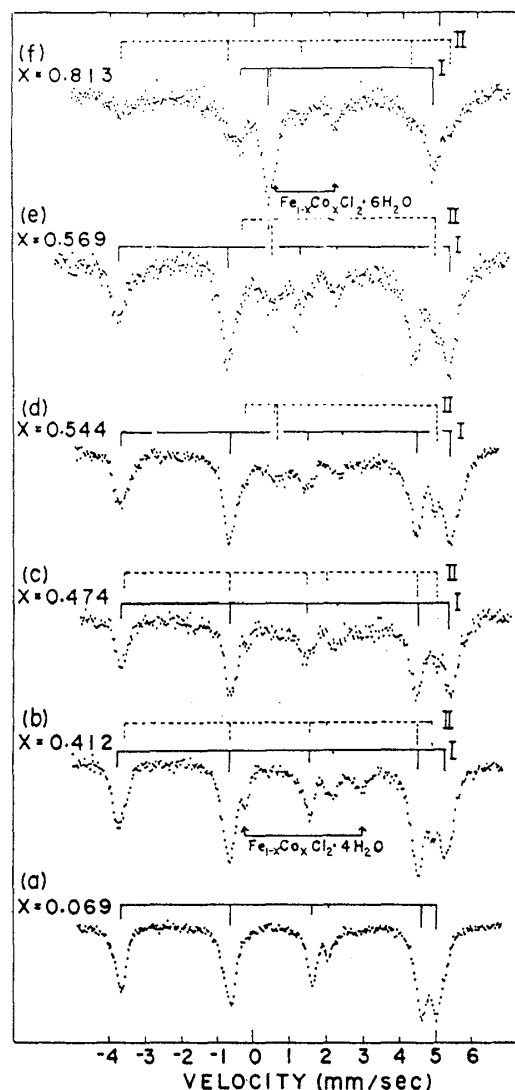 II
(f)
I
X=0.813
Fe1-xCoxCl2·6H2O
(e)
II
X=0.569
I
(d)
II
X=0.544
I
(c)
II
X=0.474
I
(b)
II
X=0.412
I
Fe1-xCoxCl2·4H2O
(a)
X=0.069
-4 -3 -2 -1 0 1 2 3 4 5 6
VELOCITY (mm/sec)